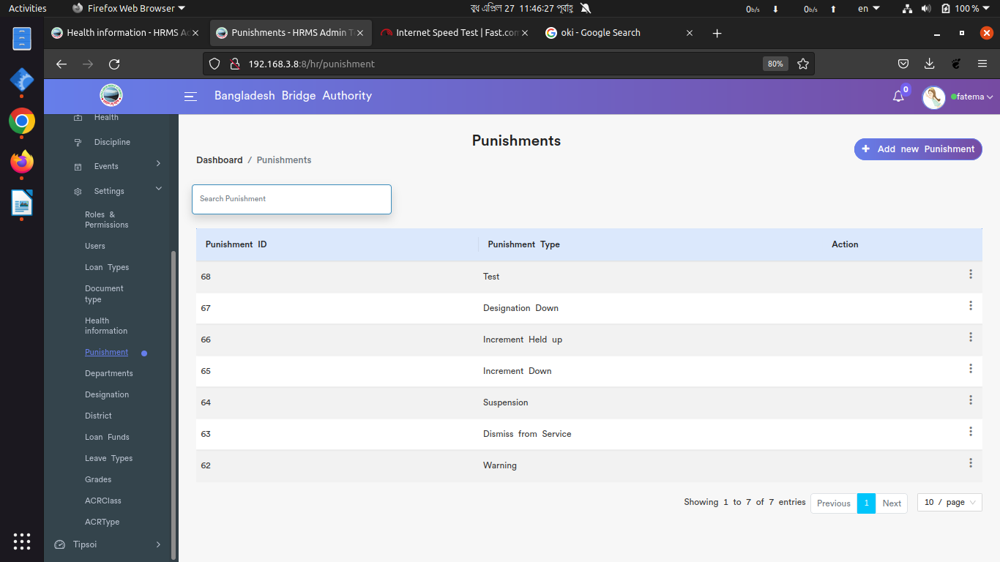 Activities
Firefox Web Browser
বুধ এপ্রিল 27 11:46:27 পূর্বাহ্ণ
0b/s 0b/s en 100 %
Health information - HRMS Ad
Punishments - HRMS Admin T
Internet Speed Test | Fast.com
oki - Google Search
192.168.3.8:8/hr/punishment
80%
Bangladesh Bridge Authority
0
fatema
Health
Discipline
Events
Settings
Roles &
Permissions
Users
Loan Types
Document
type
Health
information
Punishment
Departments
Designation
District
Loan Funds
Leave Types
Grades
ACRClass
ACRType
Tipsoi
Punishments
Dashboard / Punishments
+ Add new Punishment
Search Punishment
Punishment ID Punishment Type Action
68 Test
67 Designation Down
66 Increment Held up
65 Increment Down
64 Suspension
63 Dismiss from Service
62 Warning
Showing 1 to 7 of 7 entries Previous 1 Next 10 / page